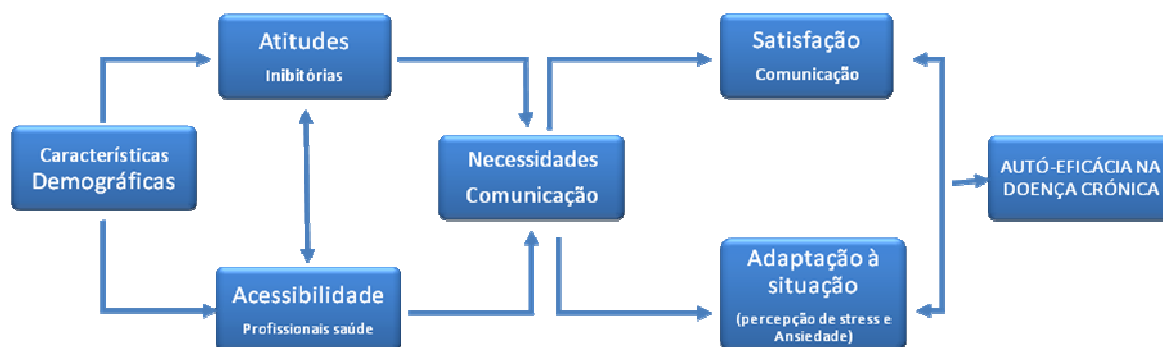 Atitudes
Inibitórias
Satisfação
Comunicação
Características
Demográficas
Necessidades
Comunicação
AUTÓ-EFICÁCIA NA
DOENÇA CRÓNICA
Acessibilidade
Profissionais saúde
Adaptação à
situação
(percepção de stress e
Ansiedade)